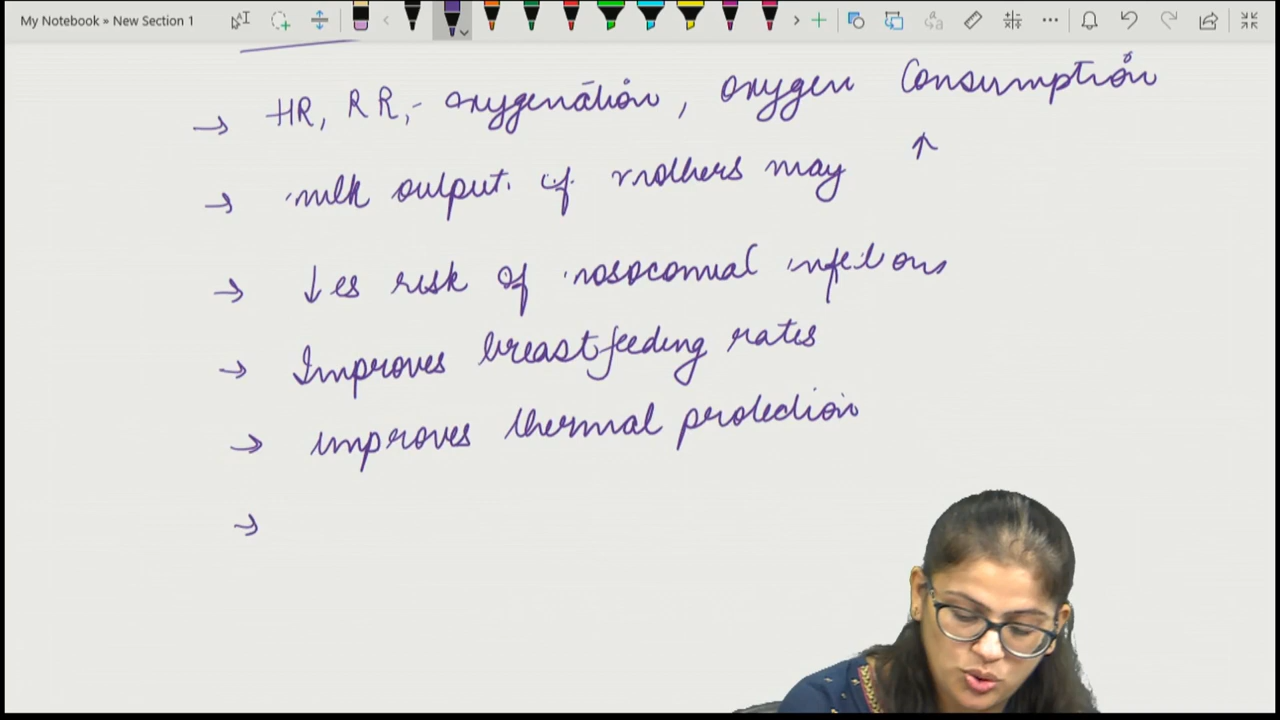 My Notebook » New Section 1
→ HR, RR, - oxygenation, oxygen consumption
→ milk output of mothers may ↑
→ ↓es risk of nosocomial infections
→ Improves breastfeeding rates
→ improves thermal protection
→